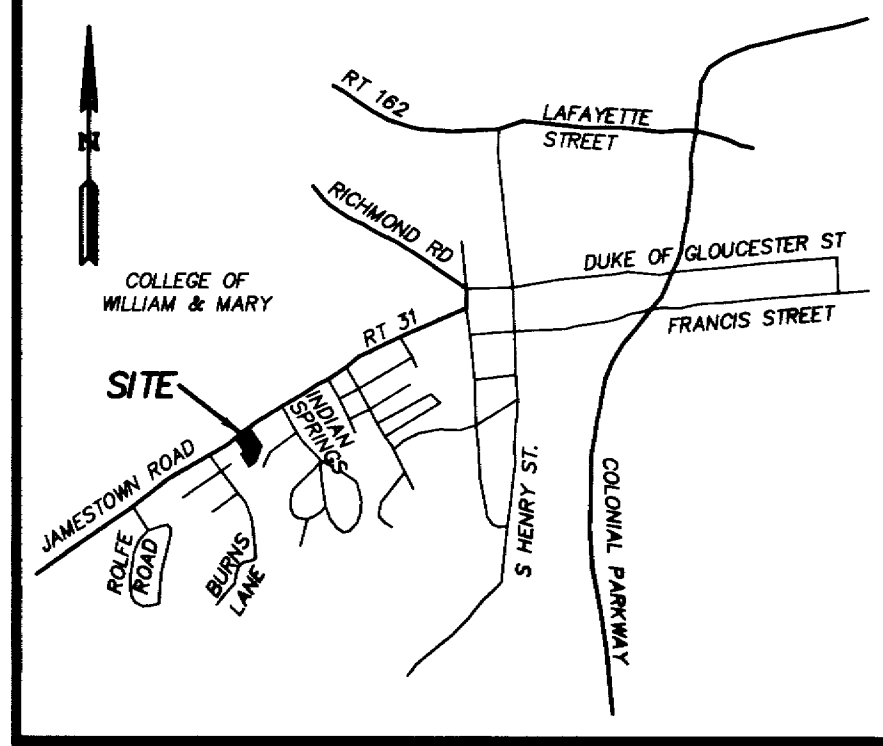 RT 162
LAFAYETTE
STREET
N
RICHMOND RD
DUKE OF GLOUCESTER ST
COLLEGE OF
WILLIAM & MARY
RT 31
FRANCIS STREET
SITE
INDIAN
SPRINGS
JAMESTOWN ROAD
S HENRY ST.
COLONIAL PARKWAY
ROLFE
ROAD
BURNS
LANE